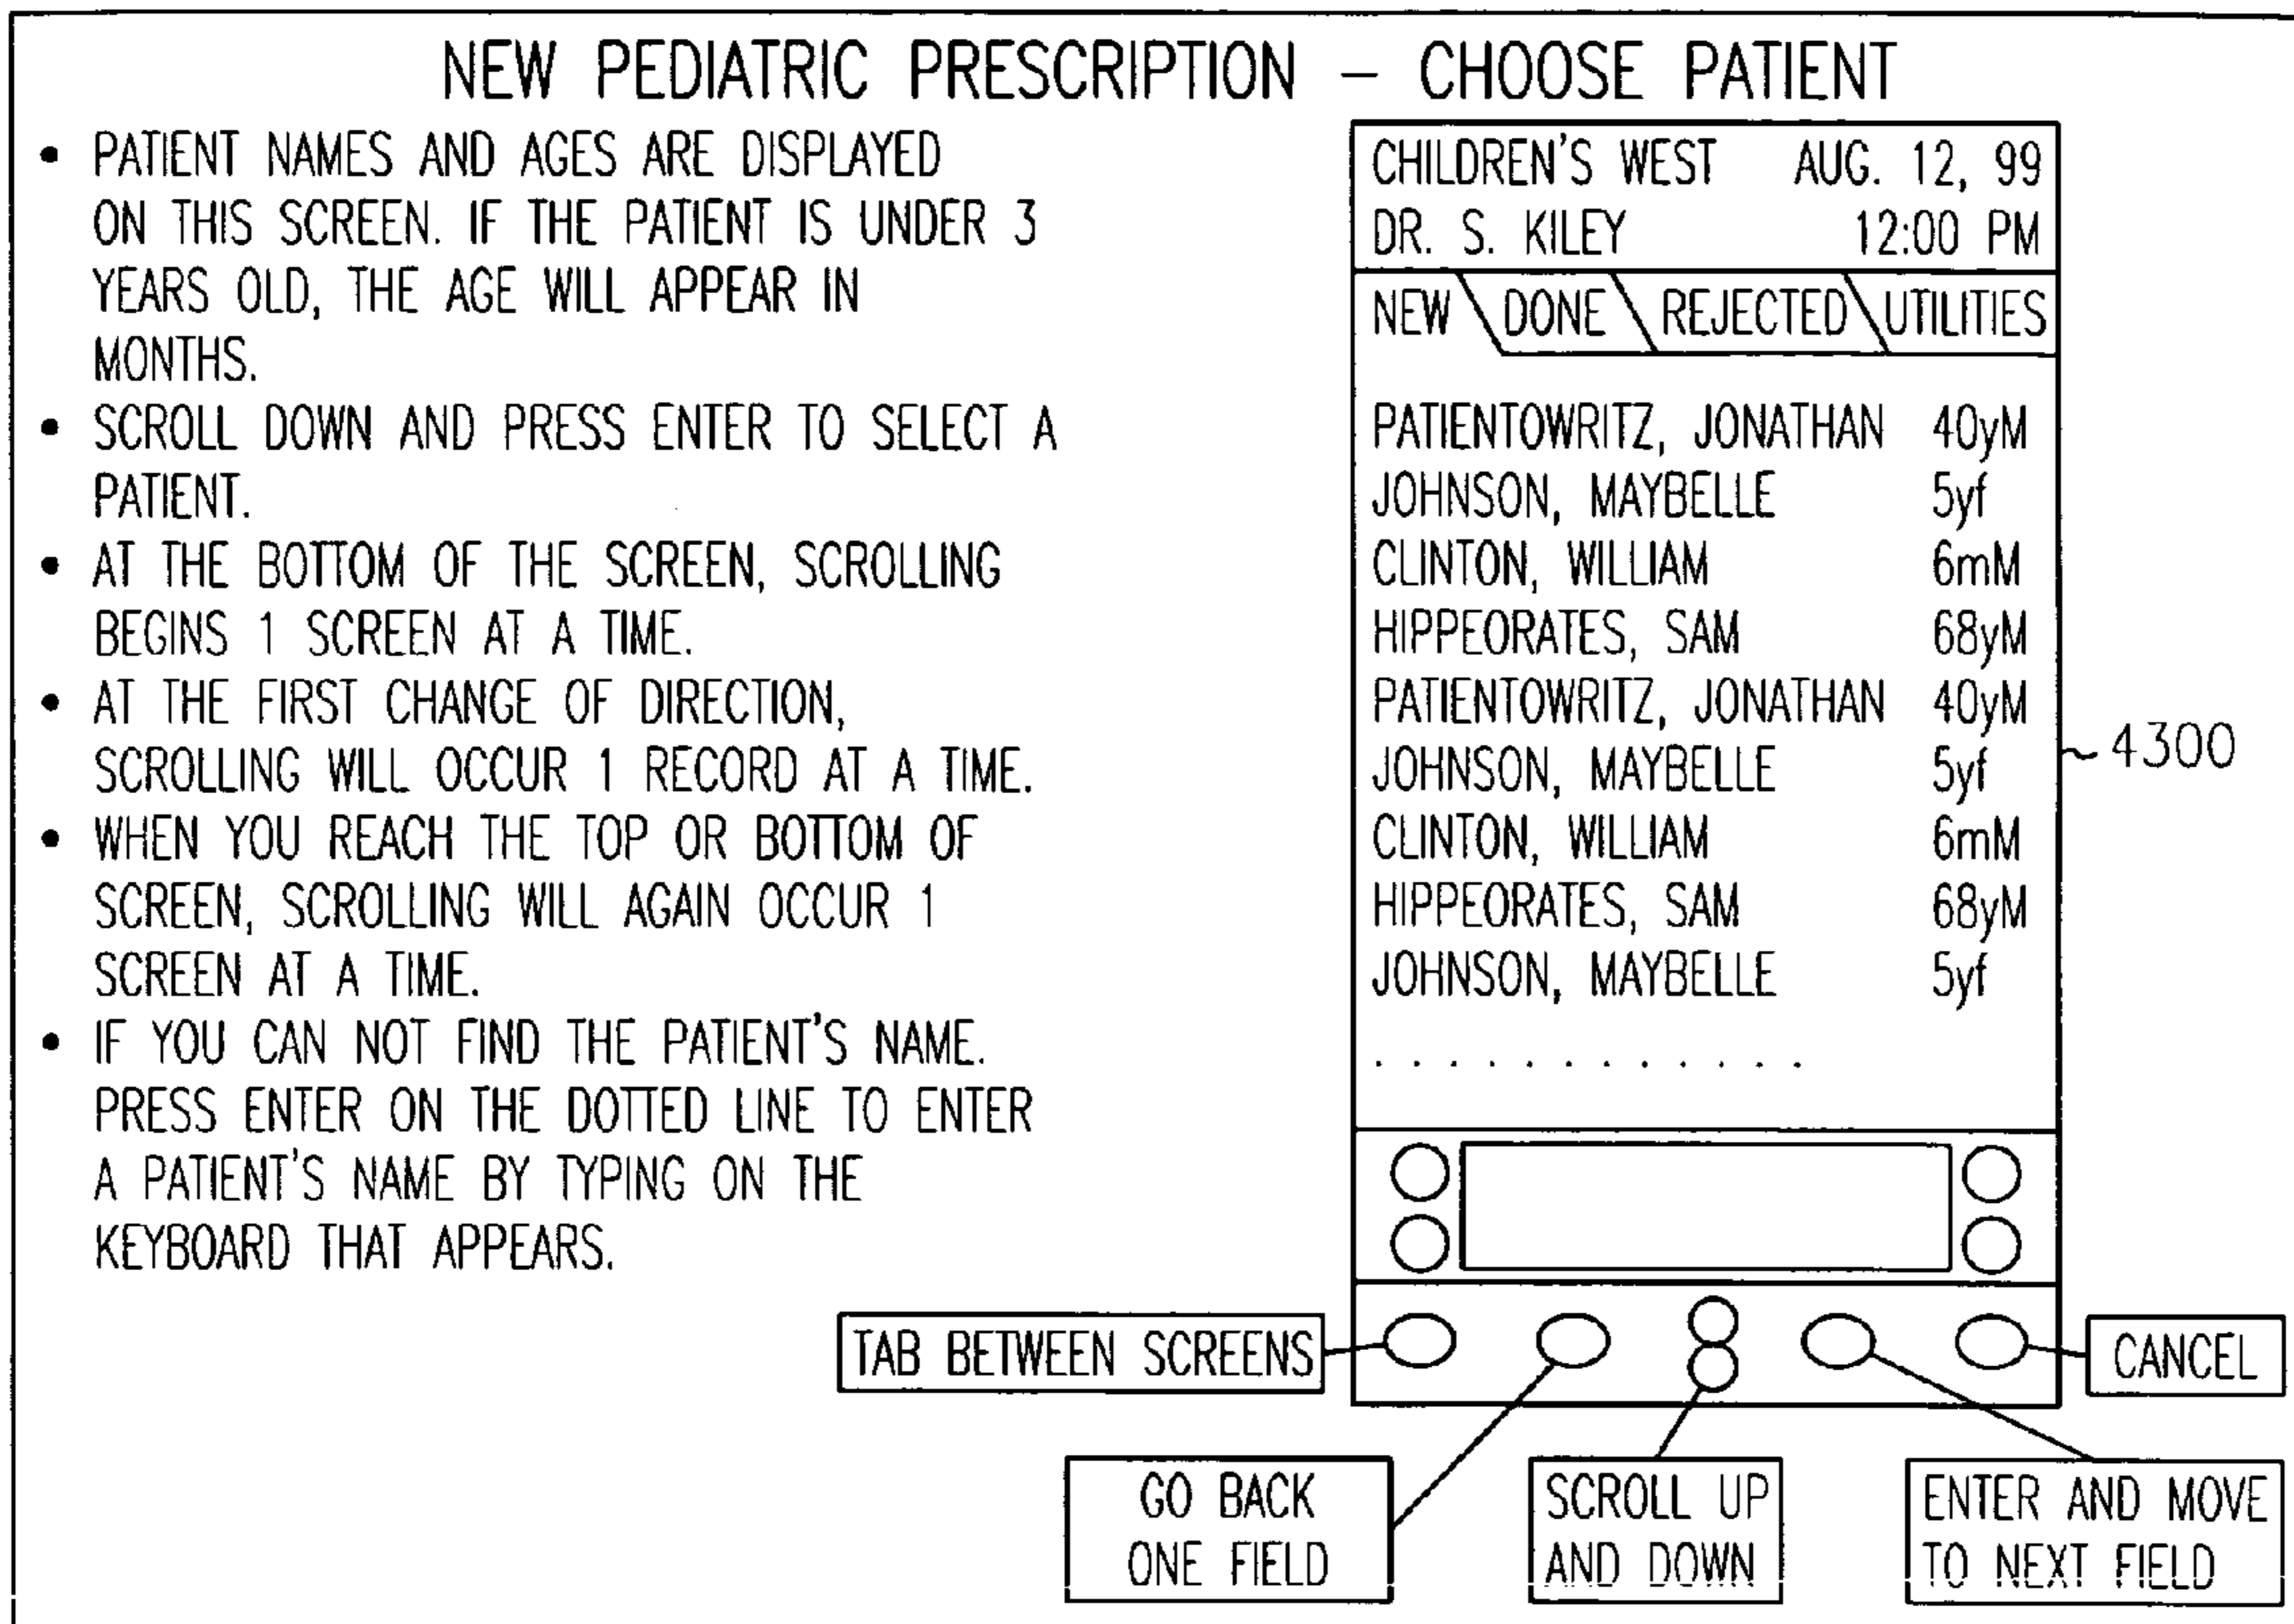 NEW PEDIATRIC PRESCRIPTION – CHOOSE PATIENT
• PATIENT NAMES AND AGES ARE DISPLAYED
ON THIS SCREEN. IF THE PATIENT IS UNDER 3
YEARS OLD, THE AGE WILL APPEAR IN
MONTHS.
• SCROLL DOWN AND PRESS ENTER TO SELECT A
PATIENT.
• AT THE BOTTOM OF THE SCREEN, SCROLLING
BEGINS 1 SCREEN AT A TIME.
• AT THE FIRST CHANGE OF DIRECTION,
SCROLLING WILL OCCUR 1 RECORD AT A TIME.
• WHEN YOU REACH THE TOP OR BOTTOM OF
SCREEN, SCROLLING WILL AGAIN OCCUR 1
SCREEN AT A TIME.
• IF YOU CAN NOT FIND THE PATIENT'S NAME.
PRESS ENTER ON THE DOTTED LINE TO ENTER
A PATIENT'S NAME BY TYPING ON THE
KEYBOARD THAT APPEARS.
CHILDREN'S WEST AUG. 12, 99
DR. S. KILEY 12:00 PM
NEW DONE REJECTED UTILITIES
PATIENTOWRITZ, JONATHAN 40yM
JOHNSON, MAYBELLE 5yf
CLINTON, WILLIAM 6mM
HIPPEORATES, SAM 68yM
PATIENTOWRITZ, JONATHAN 40yM
JOHNSON, MAYBELLE 5yf
CLINTON, WILLIAM 6mM
HIPPEORATES, SAM 68yM
JOHNSON, MAYBELLE 5yf
. . . . . . . . . . . . .
4300
TAB BETWEEN SCREENS
CANCEL
GO BACK
ONE FIELD
SCROLL UP
AND DOWN
ENTER AND MOVE
TO NEXT FIELD